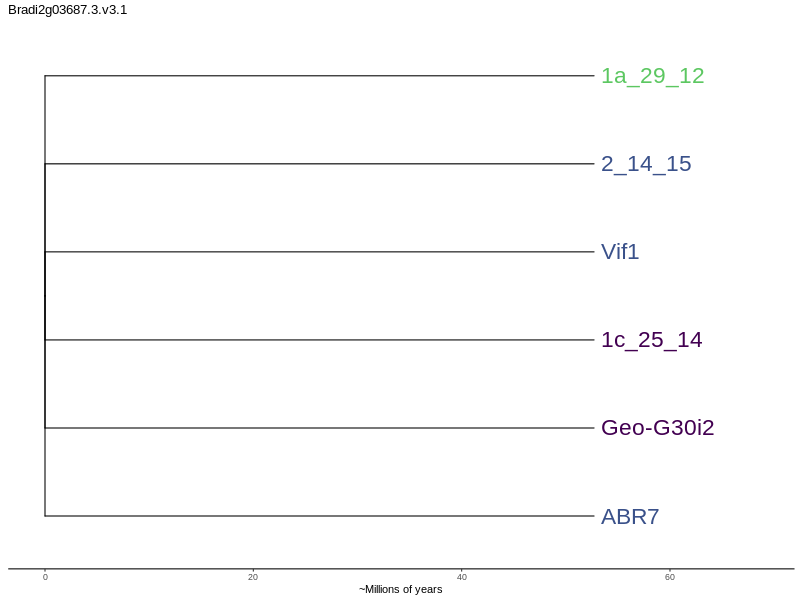 Bradi2g03687.3.v3.1
1a_29_12
2_14_15
Vif1
1c_25_14
Geo-G30i2
ABR7
0 20 40 60
~Millions of years